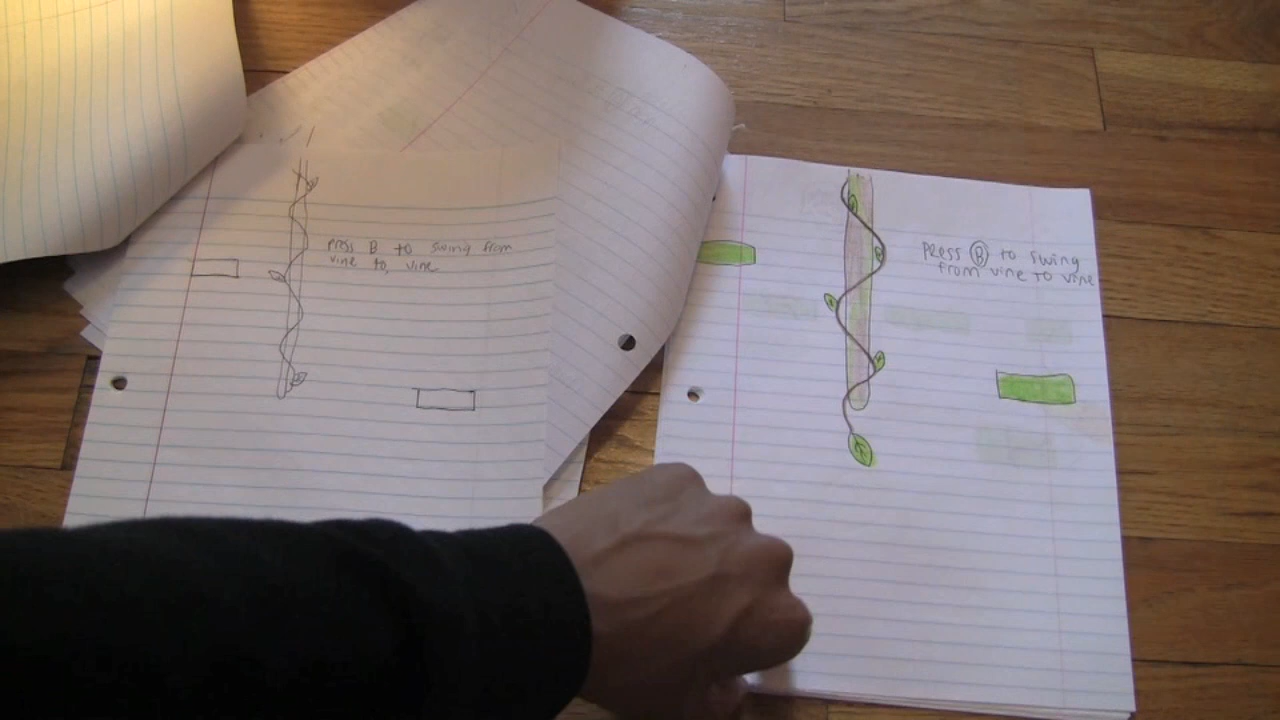 press B to swing from
vine to, vine
Press B to swing
from vine to vine